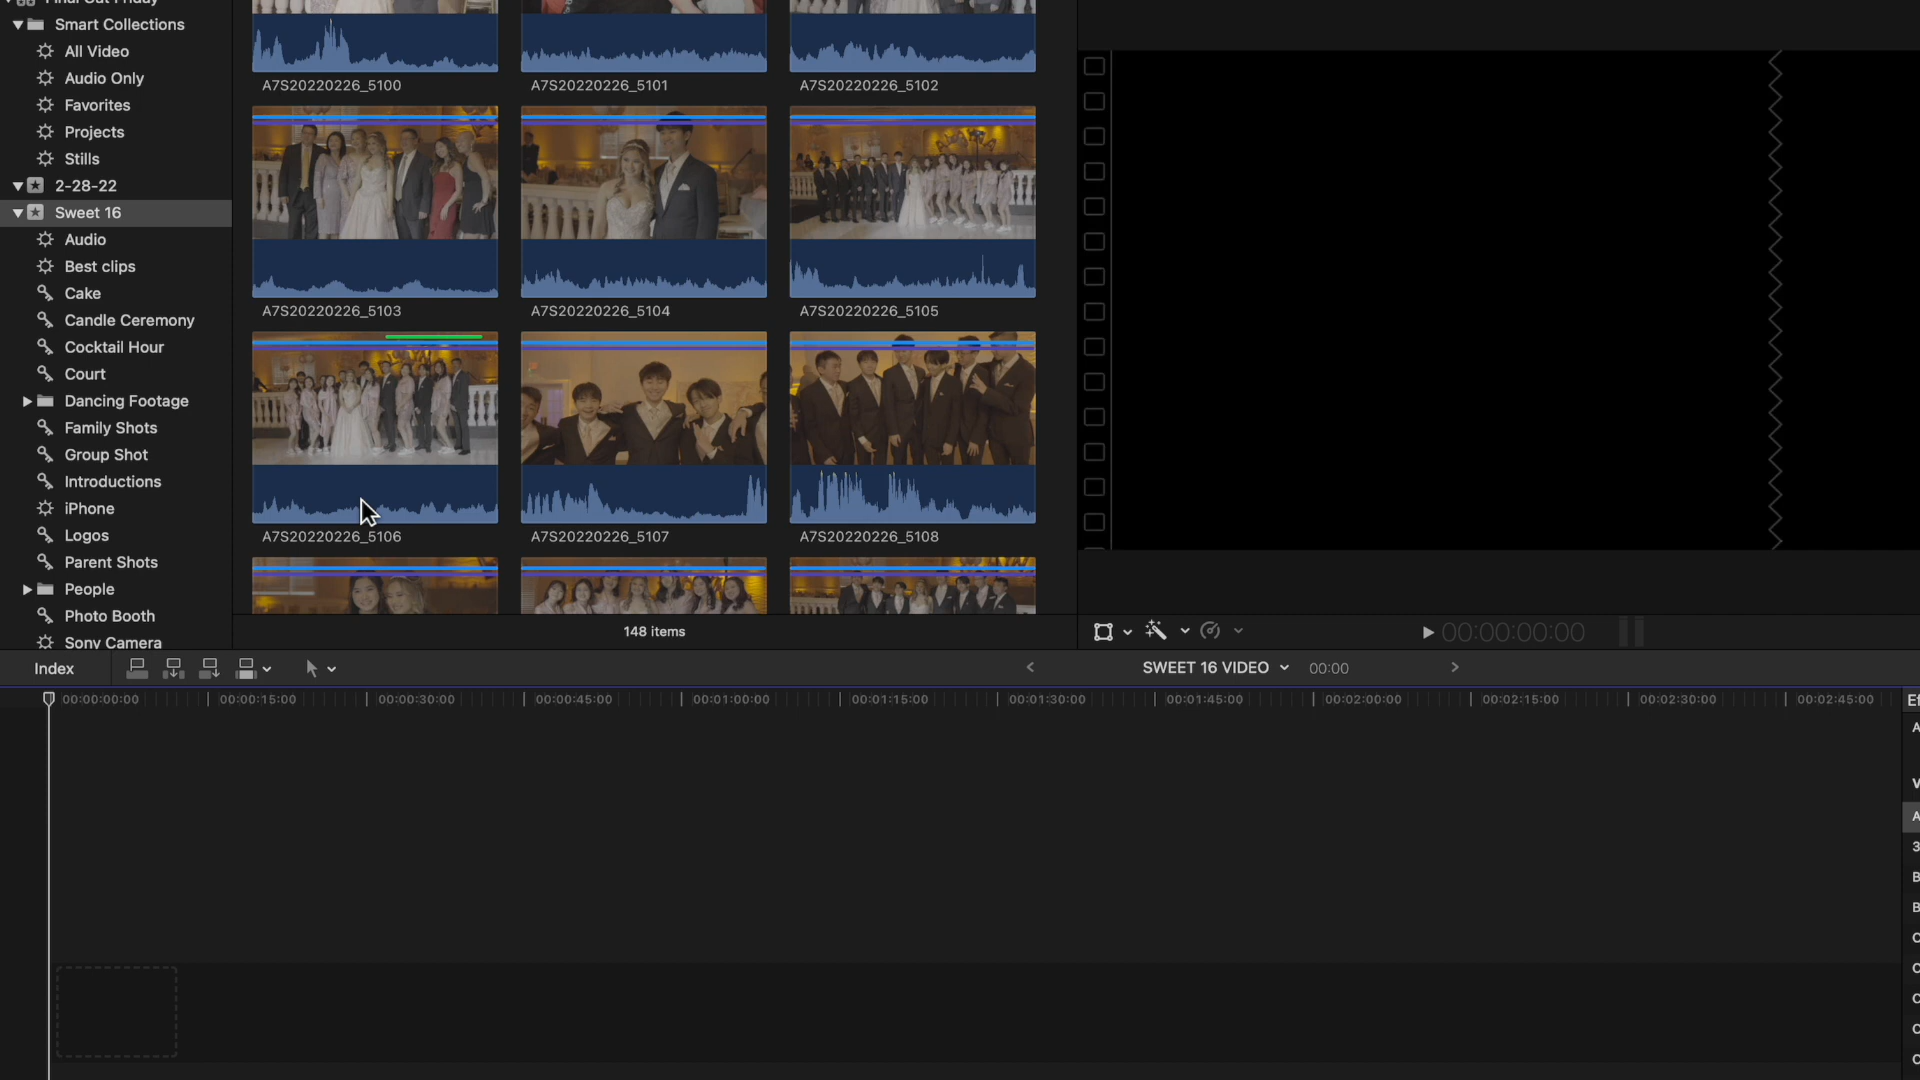 Final Cut Friday
Smart Collections
All Video
Audio Only
Favorites
Projects
Stills
2-28-22
Sweet 16
Audio
Best clips
Cake
Candle Ceremony
Cocktail Hour
Court
Dancing Footage
Family Shots
Group Shot
Introductions
iPhone
Logos
Parent Shots
People
Photo Booth
Sony Camera
A7S20220226_5100
A7S20220226_5101
A7S20220226_5102
A7S20220226_5103
A7S20220226_5104
A7S20220226_5105
A7S20220226_5106
A7S20220226_5107
A7S20220226_5108
148 items
00:00:00:00
Index
SWEET 16 VIDEO
00:00
00:00:00:00
00:00:15:00
00:00:30:00
00:00:45:00
00:01:00:00
00:01:15:00
00:01:30:00
00:01:45:00
00:02:00:00
00:02:15:00
00:02:30:00
00:02:45:00